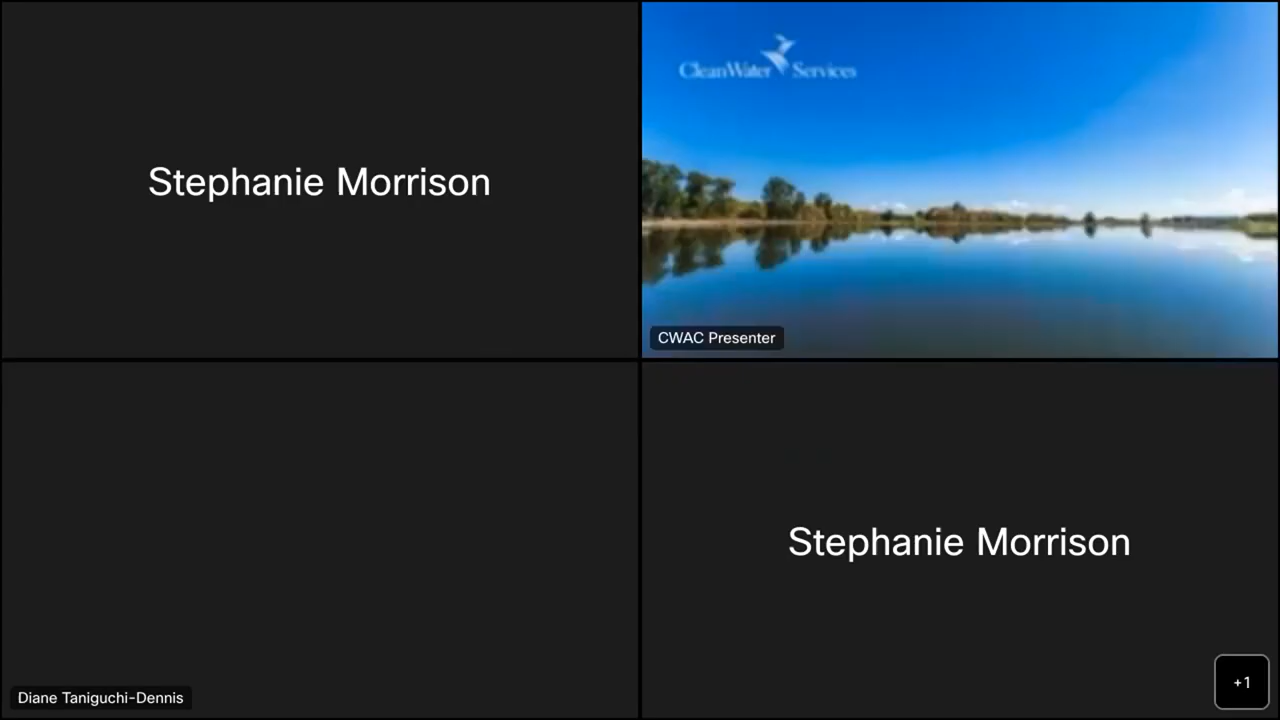 Stephanie Morrison
CleanWater Services
CWAC Presenter
Diane Taniguchi-Dennis
Stephanie Morrison
+1